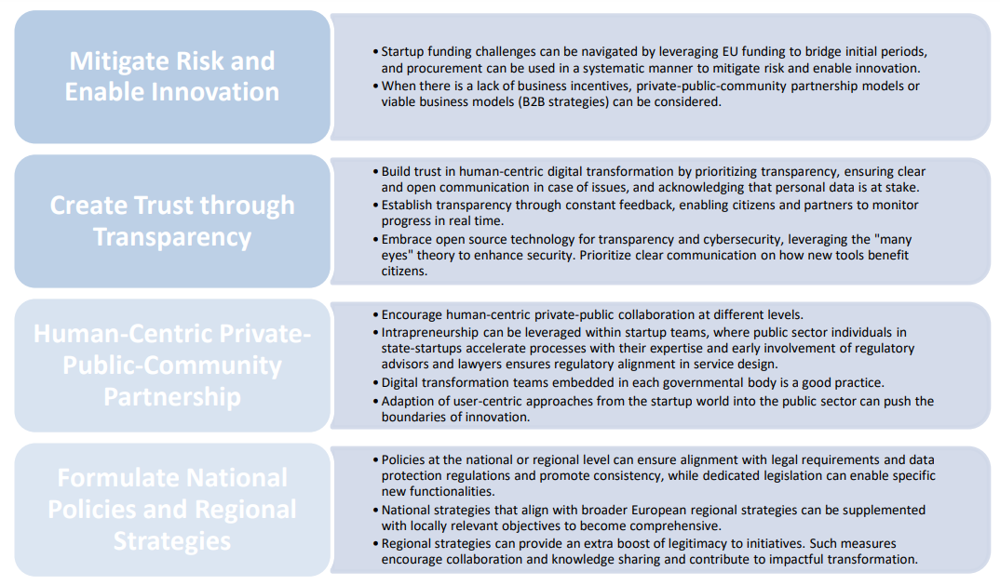 Mitigate Risk and
Enable Innovation
• Startup funding challenges can be navigated by leveraging EU funding to bridge initial periods,
and procurement can be used in a systematic manner to mitigate risk and enable innovation.
• When there is a lack of business incentives, private-public-community partnership models or
viable business models (B2B strategies) can be considered.
Create Trust through
Transparency
• Build trust in human-centric digital transformation by prioritizing transparency, ensuring clear
and open communication in case of issues, and acknowledging that personal data is at stake.
• Establish transparency through constant feedback, enabling citizens and partners to monitor
progress in real time.
• Embrace open source technology for transparency and cybersecurity, leveraging the "many
eyes" theory to enhance security. Prioritize clear communication on how new tools benefit
citizens.
Human-Centric Private-
Public-Community
Partnership
• Encourage human-centric private-public collaboration at different levels.
• Intrapreneurship can be leveraged within startup teams, where public sector individuals in
state-startups accelerate processes with their expertise and early involvement of regulatory
advisors and lawyers ensures regulatory alignment in service design.
• Digital transformation teams embedded in each governmental body is a good practice.
• Adaption of user-centric approaches from the startup world into the public sector can push the
boundaries of innovation.
Formulate National
Policies and Regional
Strategies
• Policies at the national or regional level can ensure alignment with legal requirements and data
protection regulations and promote consistency, while dedicated legislation can enable specific
new functionalities.
• National strategies that align with broader European regional strategies can be supplemented
with locally relevant objectives to become comprehensive.
• Regional strategies can provide an extra boost of legitimacy to initiatives. Such measures
encourage collaboration and knowledge sharing and contribute to impactful transformation.